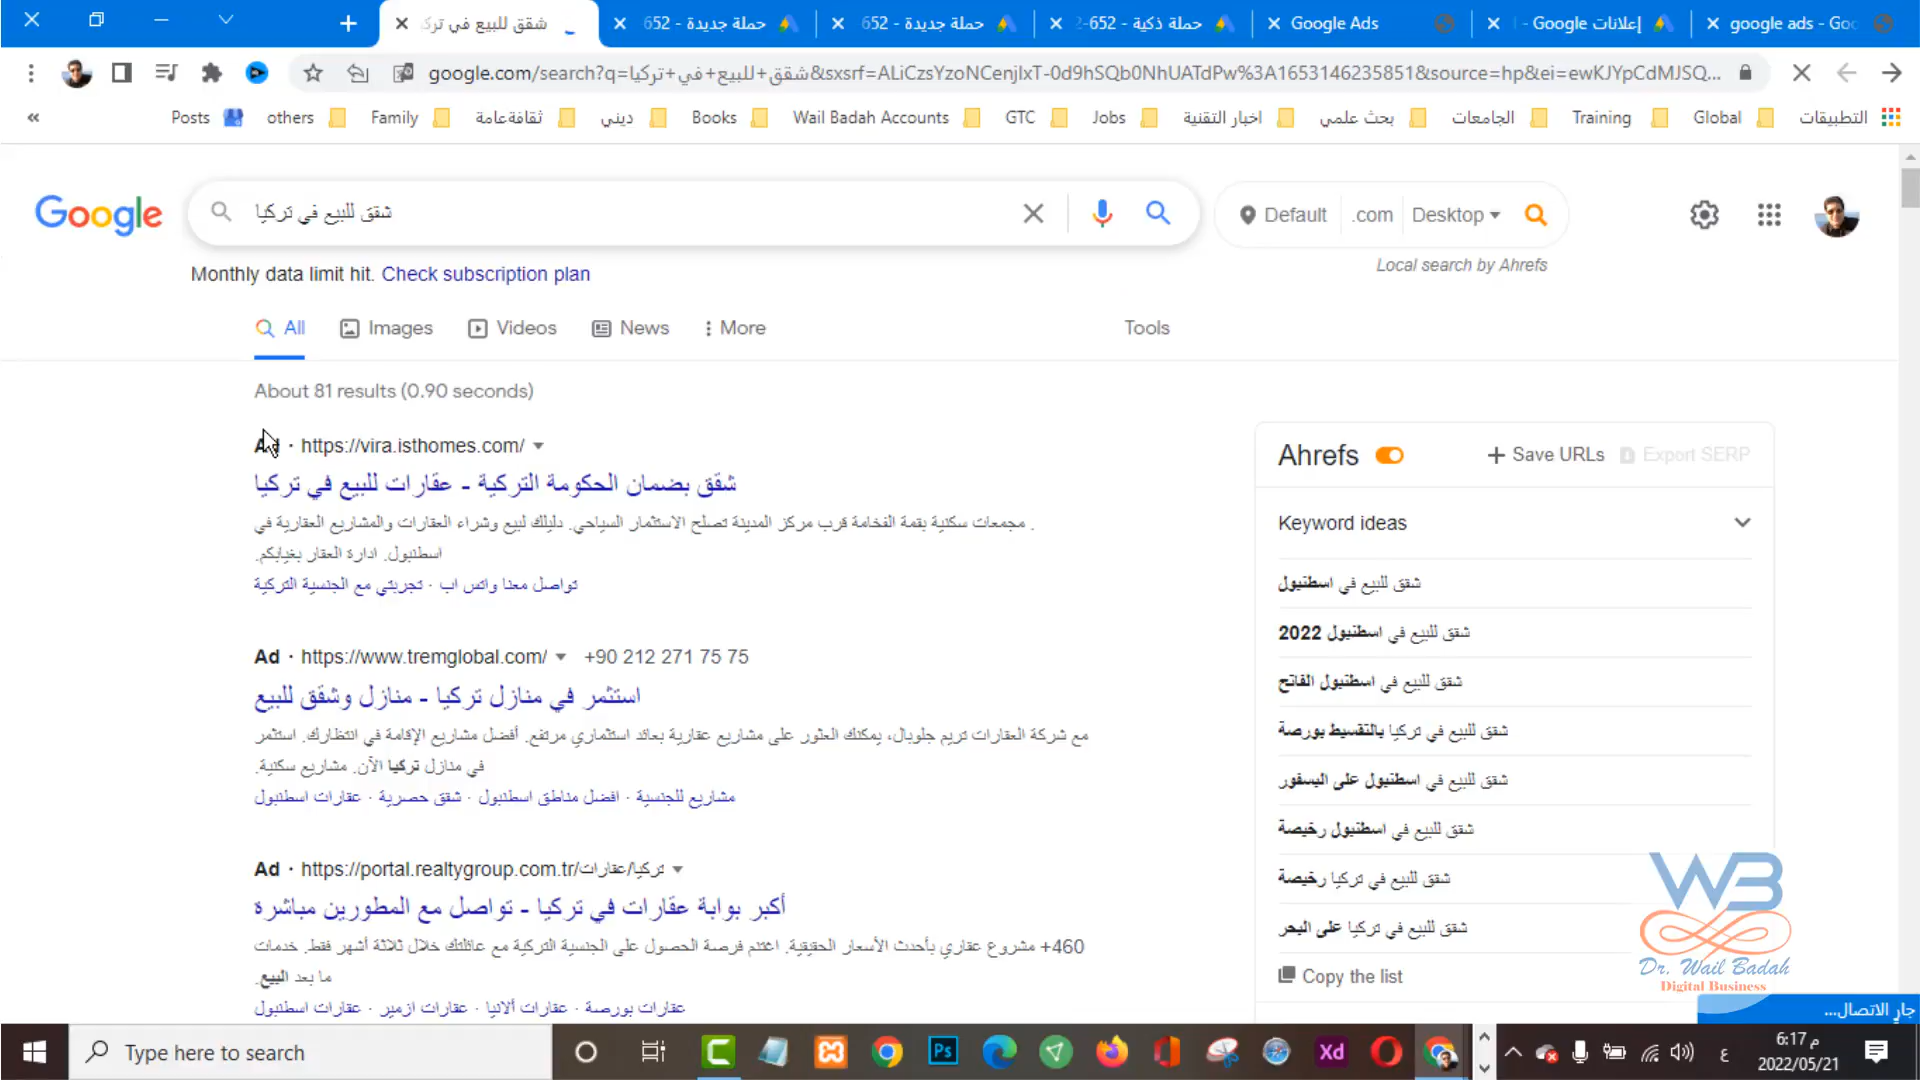 شقق للبيع في تركيا
حملة جديدة - 652
حملة جديدة - 652
حملة ذكية - 652-2
Google Ads
إعلانات Google - I
google ads - Goo
google.com/search?q=شقق+للبيع+في+تركيا&sxsrf=ALiCzsYzoNCenjIxT-0d9hSQb0NhUATdPw%3A1653146235851&source=hp&ei=ewKJYpCdMJSQ...
« Posts others Family ثقافةعامة ديني Books Wail Badah Accounts GTC Jobs اخبار التقنية بحث علمي الجامعات Training Global التطبيقات
Google
شقق للبيع في تركيا
Default .com Desktop
Local search by Ahrefs
Monthly data limit hit. Check subscription plan
All Images Videos News More Tools
About 81 results (0.90 seconds)
Ad · https://vira.isthomes.com/
شقق بضمان الحكومة التركية - عقارات للبيع في تركيا
. مجمعات سكنية بقمة الفخامة قرب مركز المدينة تصلح الاستثمار السياحي. دليلك لبيع وشراء العقارات والمشاريع العقارية في
اسطنبول. ادارة العقار بغيابكم.
تواصل معنا واتس اب · تجربتي مع الجنسية التركية
Ad · https://www.tremglobal.com/ +90 212 271 75 75
استثمر في منازل تركيا - منازل وشقق للبيع
مع شركة العقارات تريم جلوبال، يمكنك العثور على مشاريع عقارية بعائد استثماري مرتفع. أفضل مشاريع الإقامة في انتظارك. استثمر
في منازل تركيا الآن. مشاريع سكنية.
مشاريع للجنسية · افضل مناطق اسطنبول · شقق حصرية · عقارات اسطنبول
Ad · https://portal.realtygroup.com.tr/تركيا/عقارات
أكبر بوابة عقارات في تركيا - تواصل مع المطورين مباشرة
460+ مشروع عقاري بأحدث الأسعار الحقيقية. اغتنم فرصة الحصول على الجنسية التركية مع عائلتك خلال ثلاثة أشهر فقط. خدمات
ما بعد البيع.
عقارات بورصة · عقارات ألانيا · عقارات ازمير · عقارات اسطنبول
Ahrefs Save URLs Export SERP
Keyword ideas
شقق للبيع في اسطنبول
شقق للبيع في اسطنبول 2022
شقق للبيع في اسطنبول الفاتح
شقق للبيع في تركيا بالتقسيط بورصة
شقق للبيع في اسطنبول على البسفور
شقق للبيع في اسطنبول رخيصة
شقق للبيع في تركيا رخيصة
شقق للبيع في تركيا على البحر
Copy the list
WB
Dr. Wail Badah
Digital Business
جارٍ الاتصال...
Type here to search
Ps
Xd
ع
6:17 م
2022/05/21